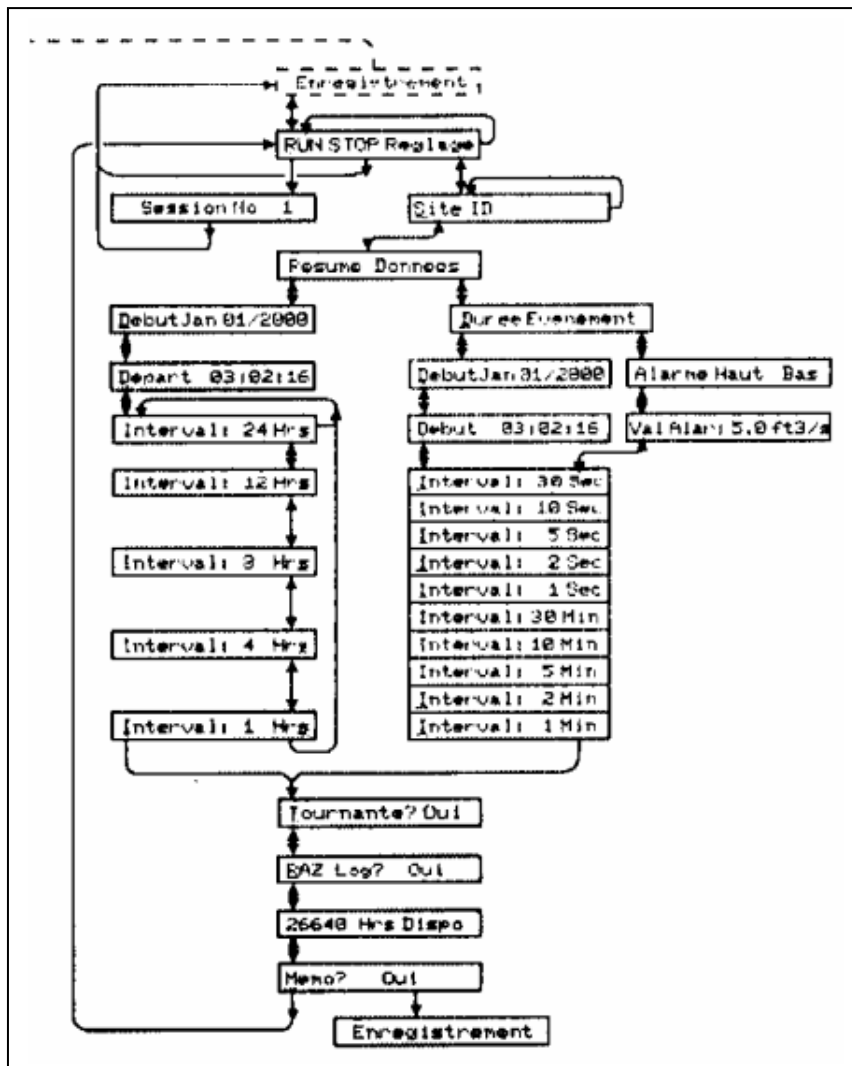 Enregistrement
RUN STOP Reglage
Session No 1
Site ID
Resume Donnees
Debut Jan 01/2000
Duree Evenement
Depart 03:02:16
Debut Jan 01/2000
Alarme Haut Bas
Interval: 24 Hrs
Debut 03:02:16
Val Alar: 5.0 ft3/s
Interval: 12 Hrs
Interval: 30 Sec
Interval: 10 Sec
Interval: 5 Sec
Interval: 2 Sec
Interval: 1 Sec
Interval: Hrs
Interval: 30 Min
Interval: 10 Min
Interval: 5 Min
Interval: 2 Min
Interval: 1 Min
Interval: 4 Hrs
Interval: 1 Hrs
Tournante? Oui
RAZ Log? Oui
26640 Hrs Dispo
Memo? Oui
Enregistrement